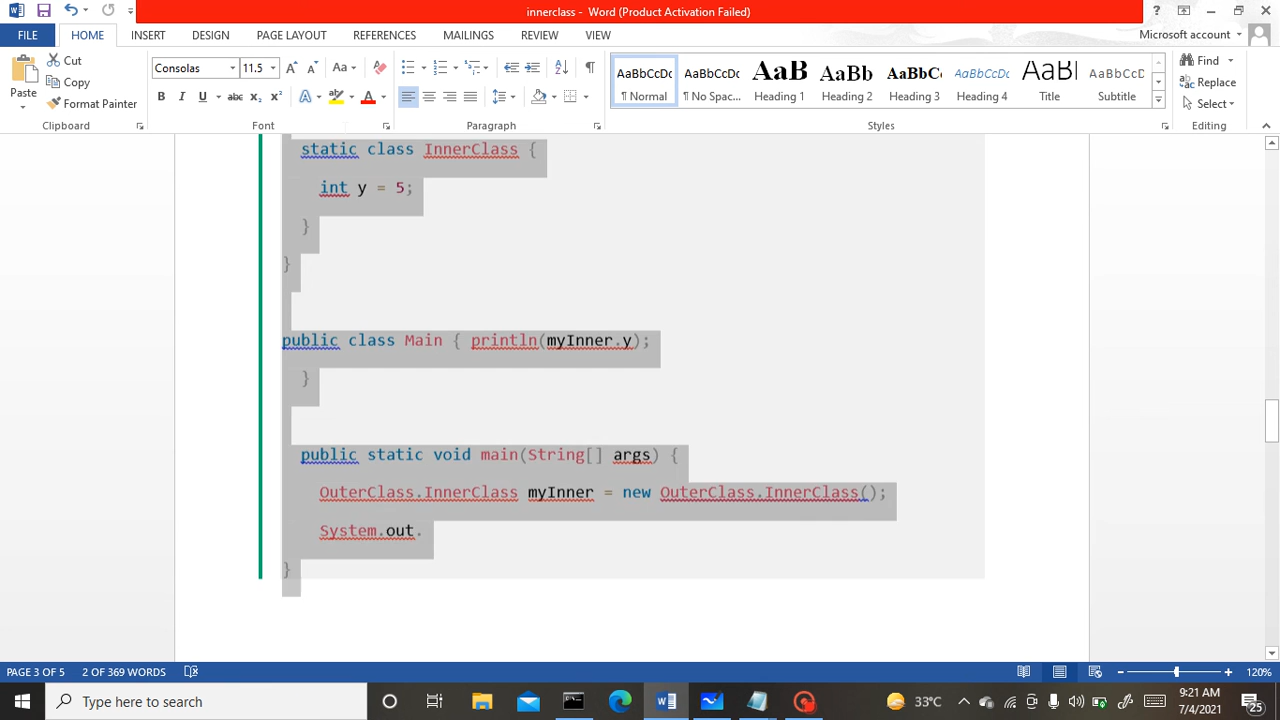 innerclass - Word (Product Activation Failed)
FILE HOME INSERT DESIGN PAGE LAYOUT REFERENCES MAILINGS REVIEW VIEW Microsoft account
Paste
Cut
Copy
Format Painter
Clipboard
Consolas 11.5
Font
Paragraph
AaBbCcDc AaBbCcDc AaB AaBb AaBbC AaBbCcD AaBb AaBbCcD
¶ Normal ¶ No Spac... Heading 1 Heading 2 Heading 3 Heading 4 Title Subtitle
Styles
Find
Replace
Select
Editing
static class InnerClass {
int y = 5;
}
}
public class Main { println(myInner.y);
}
public static void main(String[] args) {
OuterClass.InnerClass myInner = new OuterClass.InnerClass();
System.out.
}
PAGE 3 OF 5 2 OF 369 WORDS 120%
Type here to search
33°C
9:21 AM
7/4/2021
25